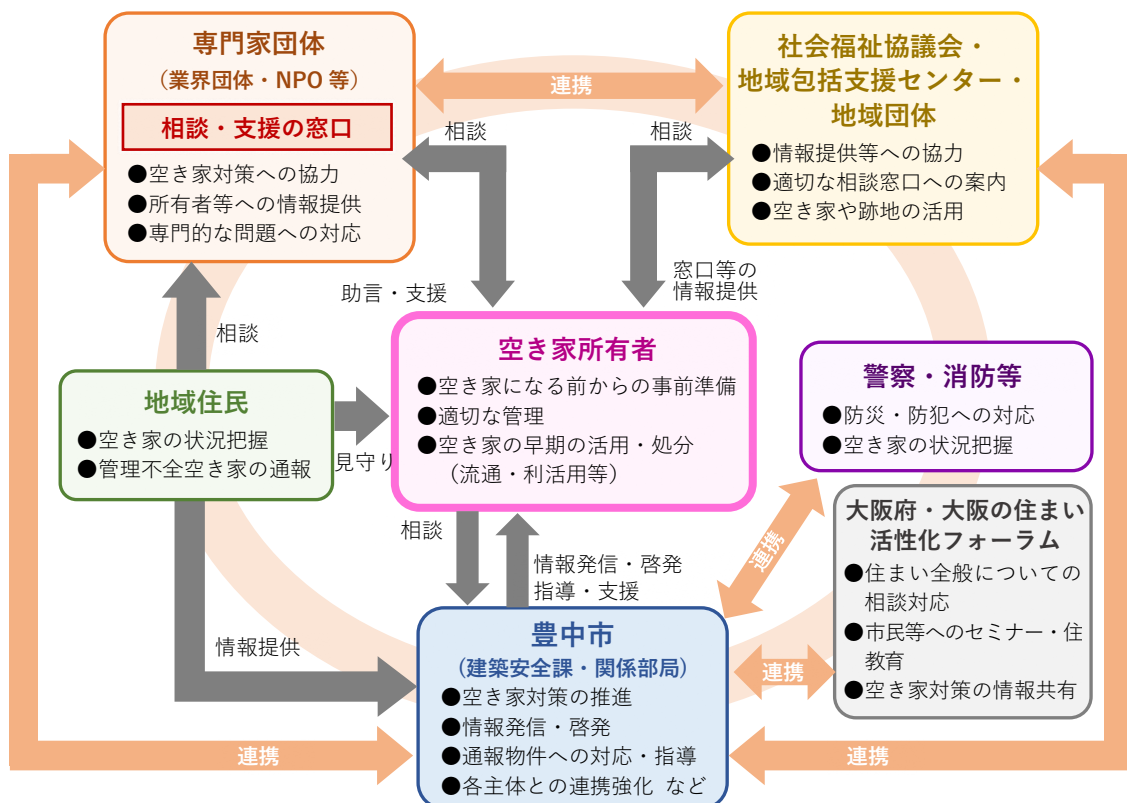 専門家団体
（業界団体・NPO 等）
相談・支援の窓口
●空き家対策への協力
●所有者等への情報提供
●専門的な問題への対応
連携
社会福祉協議会・
地域包括支援センター・
地域団体
●情報提供等への協力
●適切な相談窓口への案内
●空き家や跡地の活用
相談
相談
助言・支援
窓口等の
情報提供
相談
地域住民
●空き家の状況把握
●管理不全空き家の通報
見守り
空き家所有者
●空き家になる前からの事前準備
●適切な管理
●空き家の早期の活用・処分
（流通・利活用等）
警察・消防等
●防災・防犯への対応
●空き家の状況把握
相談
情報発信・啓発
指導・支援
連携
大阪府・大阪の住まい
活性化フォーラム
●住まい全般についての
相談対応
●市民等へのセミナー・住
教育
●空き家対策の情報共有
情報提供
豊中市
（建築安全課・関係部局）
●空き家対策の推進
●情報発信・啓発
●通報物件への対応・指導
●各主体との連携強化 など
連携
連携
連携